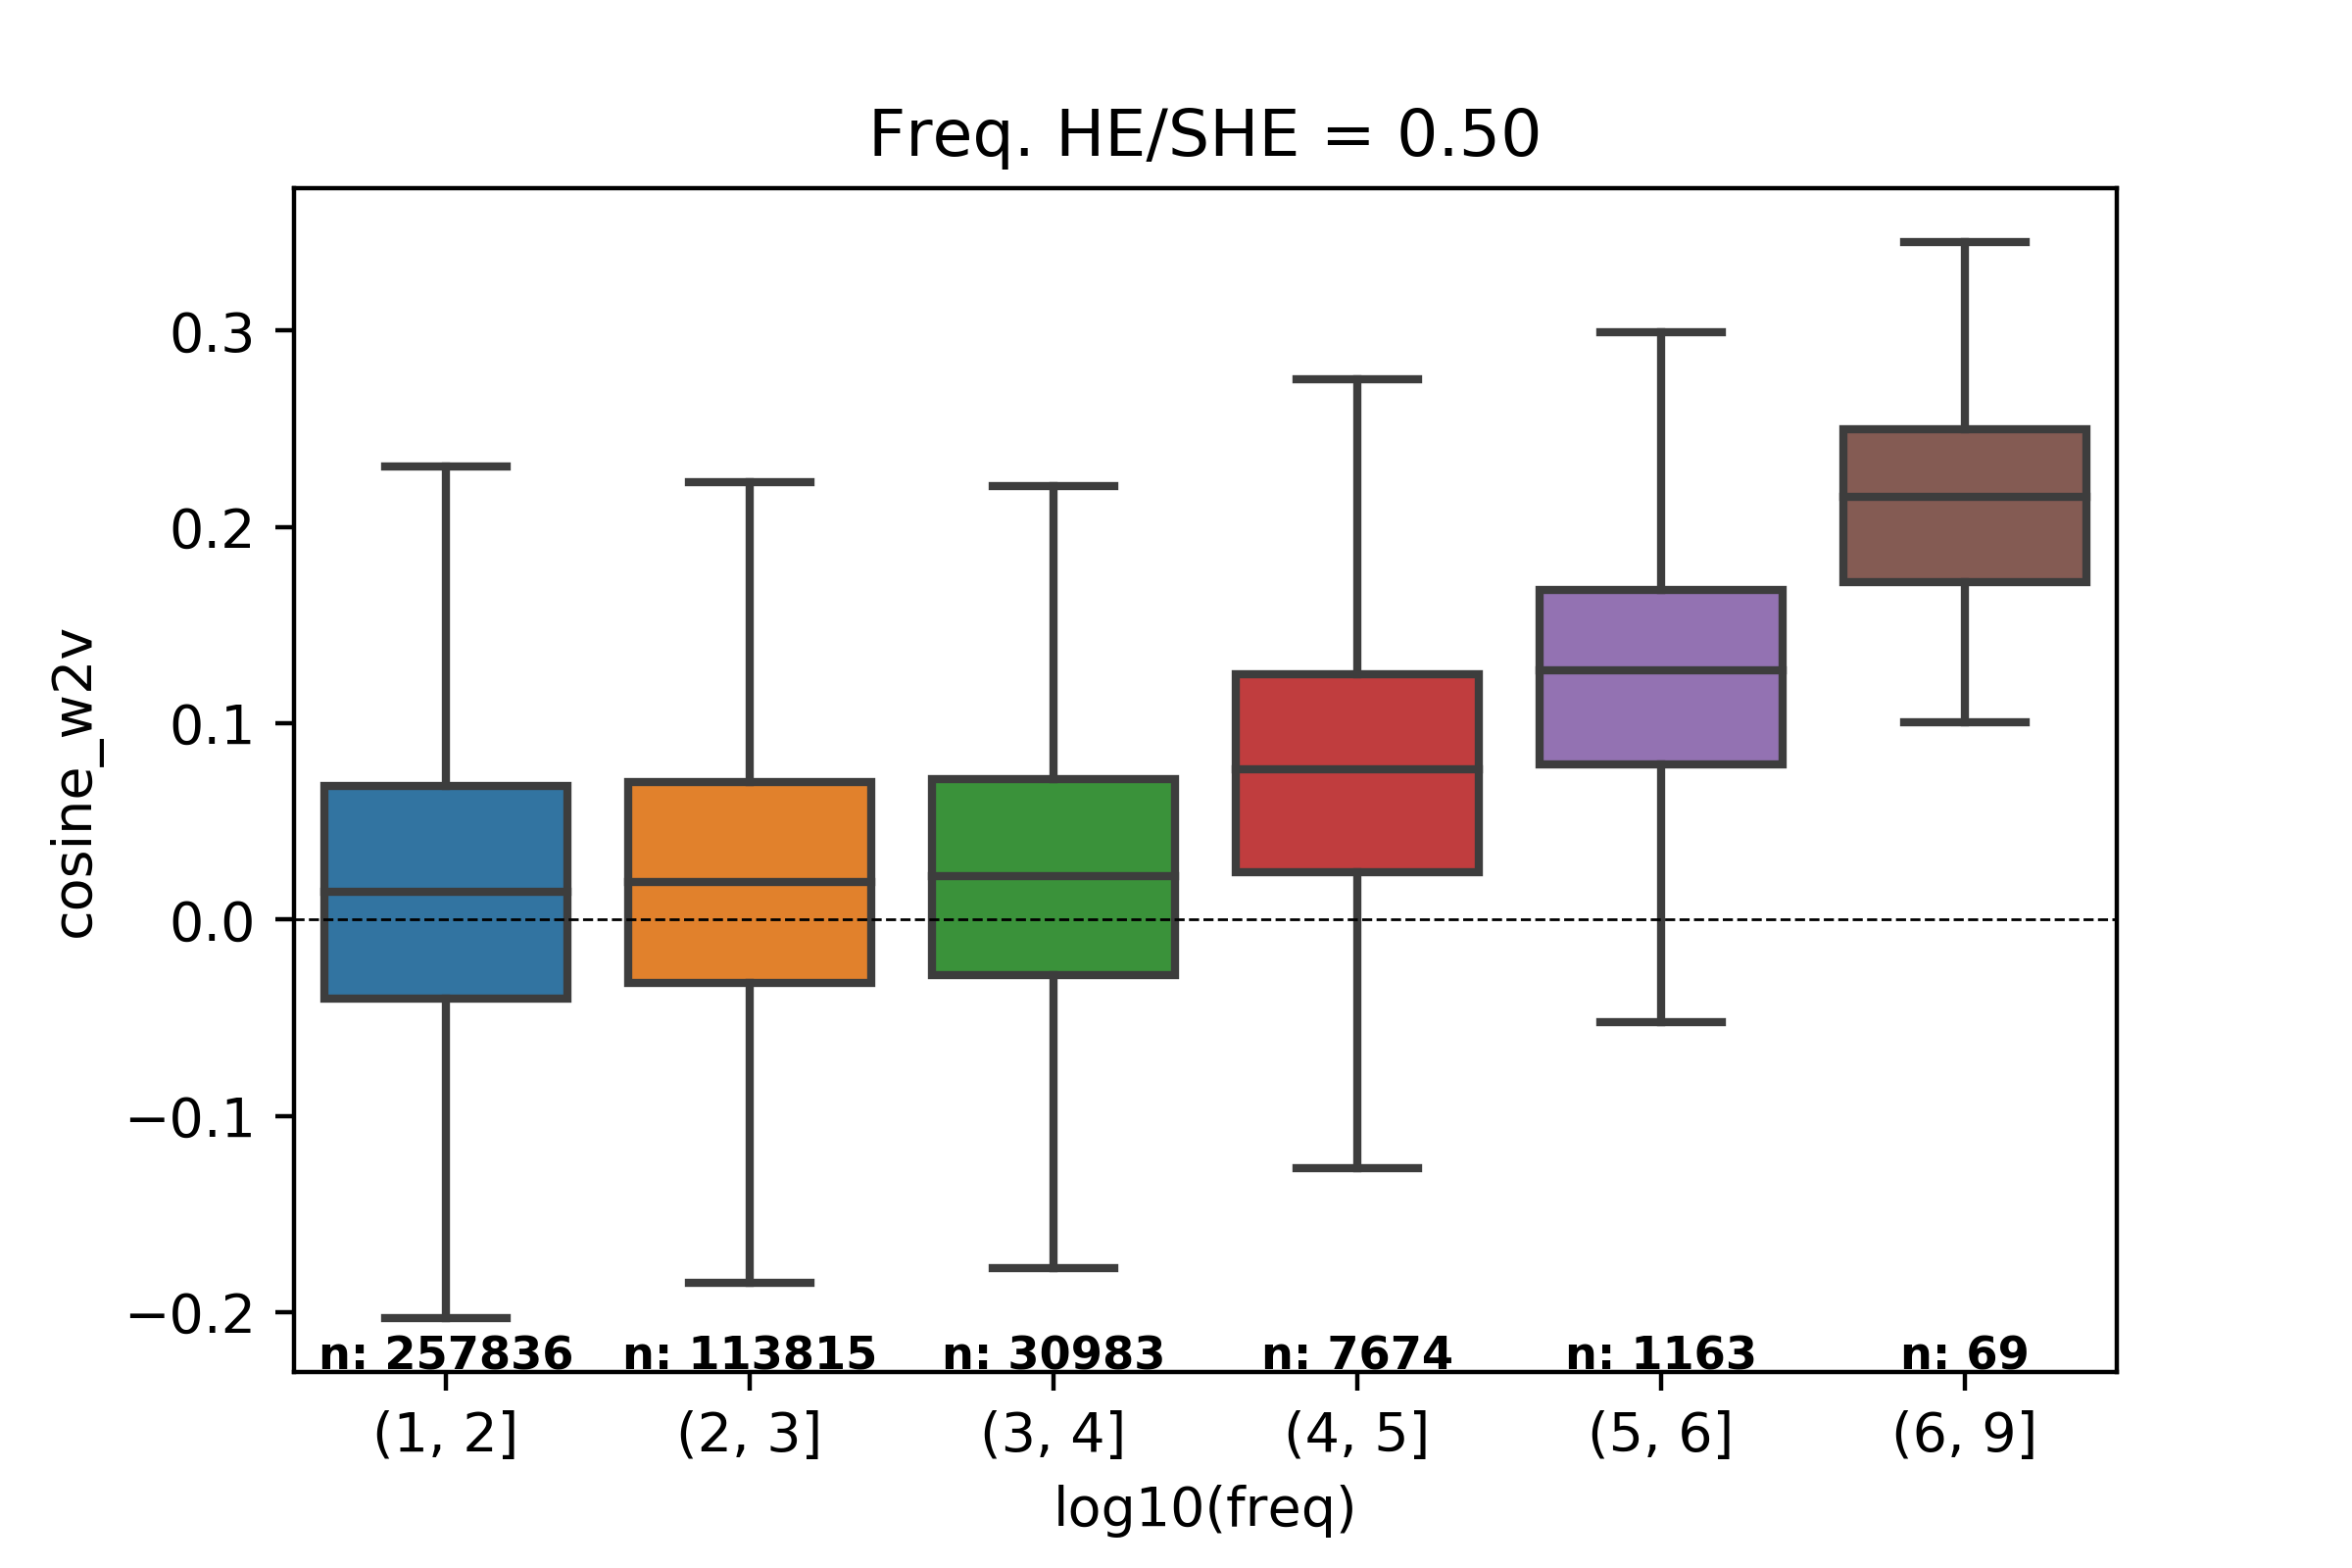 Freq. HE/SHE = 0.50
cosine_w2v
0.3
0.2
0.1
0.0
−0.1
−0.2
n: 257836 n: 113815 n: 30983 n: 7674 n: 1163 n: 69
(1, 2] (2, 3] (3, 4] (4, 5] (5, 6] (6, 9]
log10(freq)